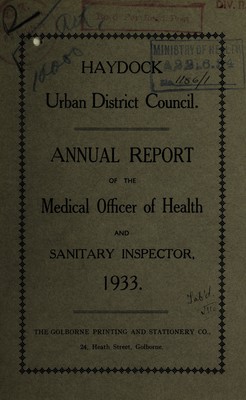 HAYDOCK
Urban District Council.
ANNUAL REPORT
OF THE
Medical Officer of Health
AND
SANITARY INSPECTOR,
1933.
THE GOLBORNE PRINTING AND STATIONERY CO.,
24, Heath Street, Golborne.